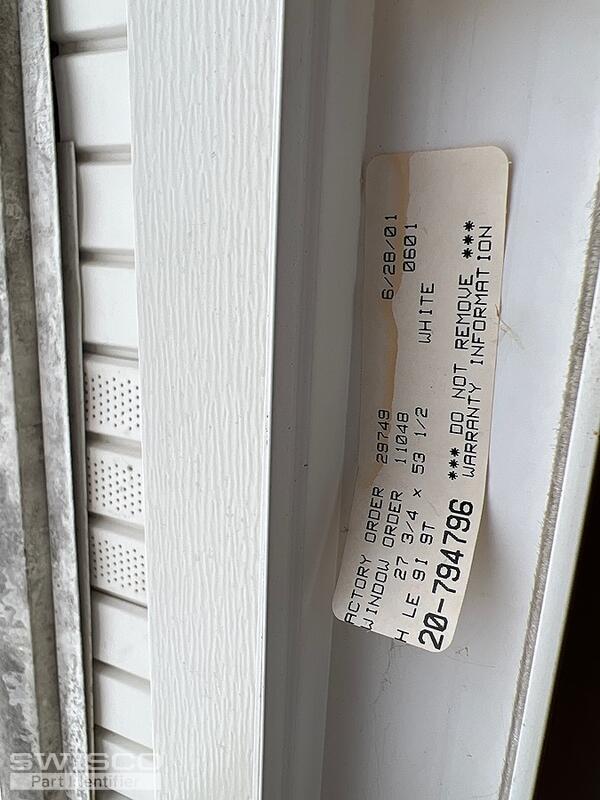 ACTORY ORDER 29749 6/28/01
WINDOW ORDER 11048 0601
27 3/4 x 53 1/2 WHITE
H LE 9I 9T
20-794796 *** DO NOT REMOVE ***
WARRANTY INFORMATION
SWISCO
Part Identifier